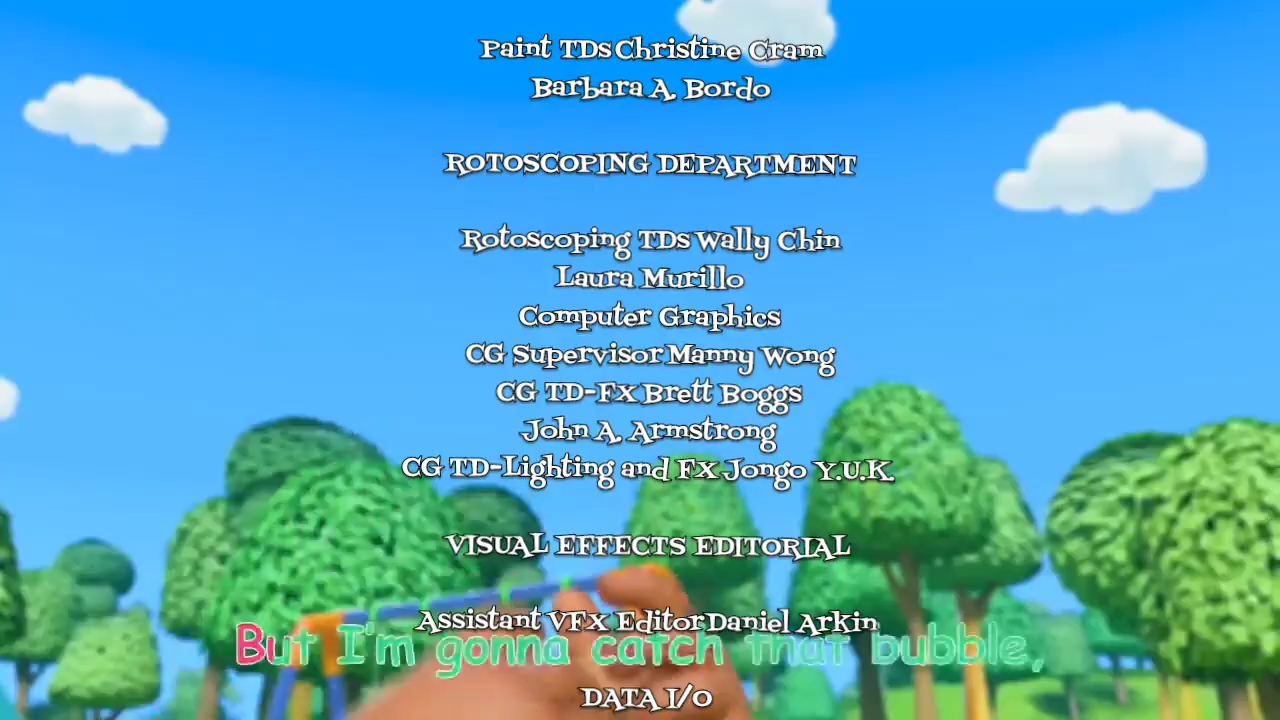 Paint TDs Christine Cram
Barbara A. Bordo
ROTOSCOPING DEPARTMENT
Rotoscoping TDs Wally Chin
Laura Murillo
Computer Graphics
CG Supervisor Manny Wong
CG TD-Fx Brett Boggs
John A. Armstrong
CG TD-Lighting and FX Jongo Y.U.K.
VISUAL EFFECTS EDITORIAL
Assistant VFX Editor Daniel Arkin
But I'm gonna catch that bubble,
DATA I/O